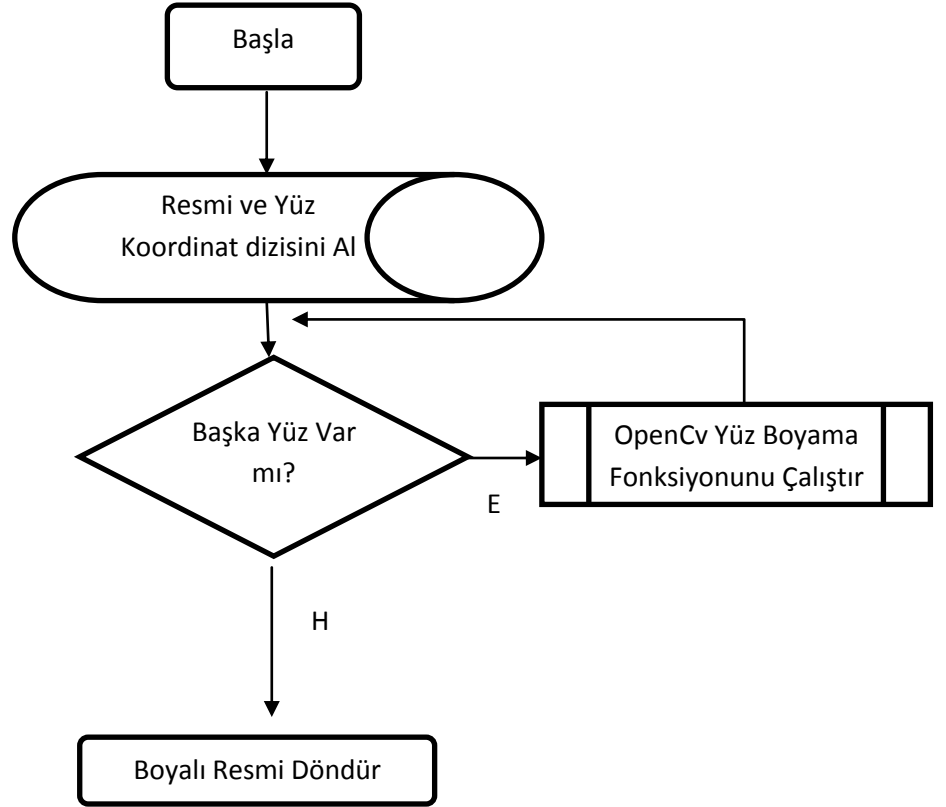 Başla
Resmi ve Yüz
Koordinat dizisini Al
Başka Yüz Var
mı?
OpenCv Yüz Boyama
Fonksiyonunu Çalıştır
E
H
Boyalı Resmi Döndür